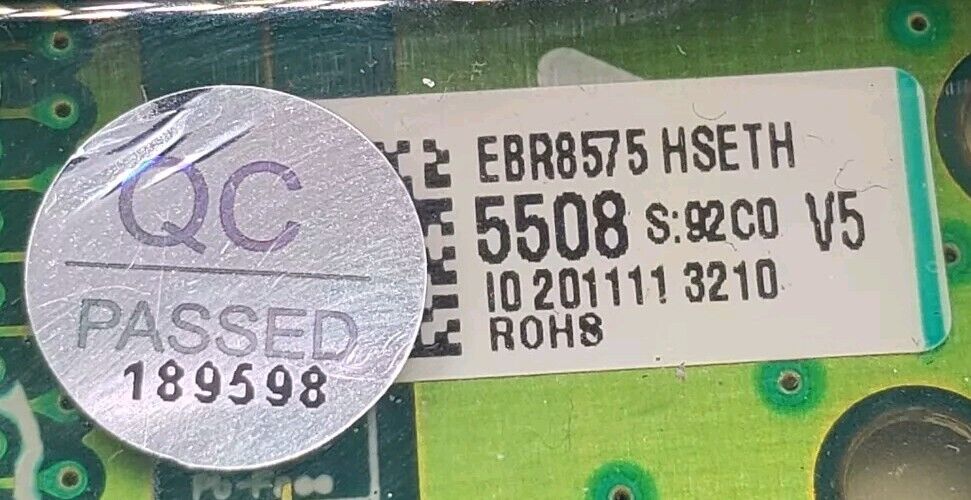 QC
PASSED
189598
EBR8575 HSETH
5508 S:92C0 V5
10 201111 3210
ROHS